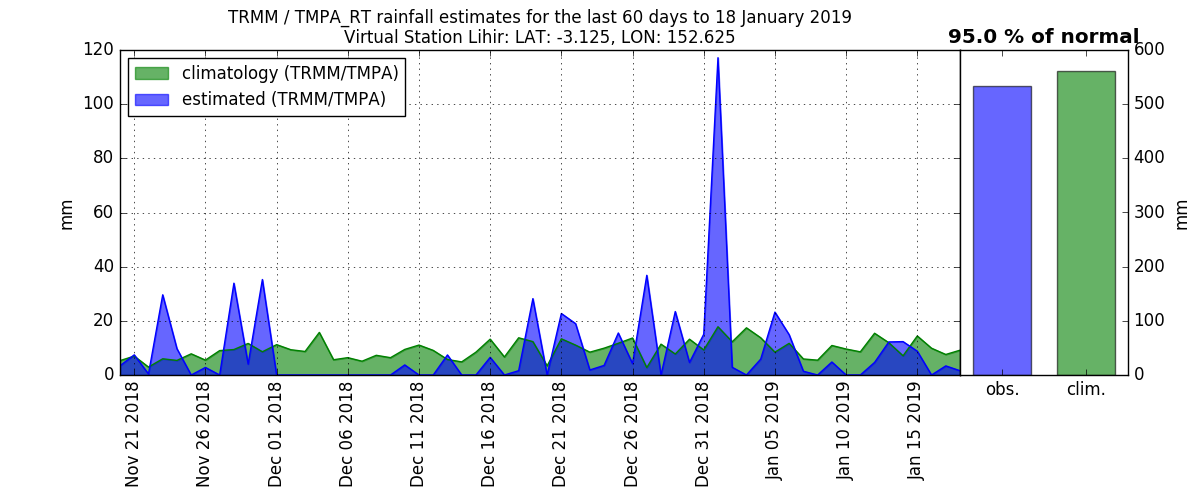 TRMM / TMPA_RT rainfall estimates for the last 60 days to 18 January 2019
Virtual Station Lihir: LAT: -3.125, LON: 152.625
95.0 % of normal
climatology (TRMM/TMPA)
estimated (TRMM/TMPA)
mm
120
100
80
60
40
20
0
Nov 21 2018
Nov 26 2018
Dec 01 2018
Dec 06 2018
Dec 11 2018
Dec 16 2018
Dec 21 2018
Dec 26 2018
Dec 31 2018
Jan 05 2019
Jan 10 2019
Jan 15 2019
obs.
clim.
600
500
400
300
200
100
0
mm